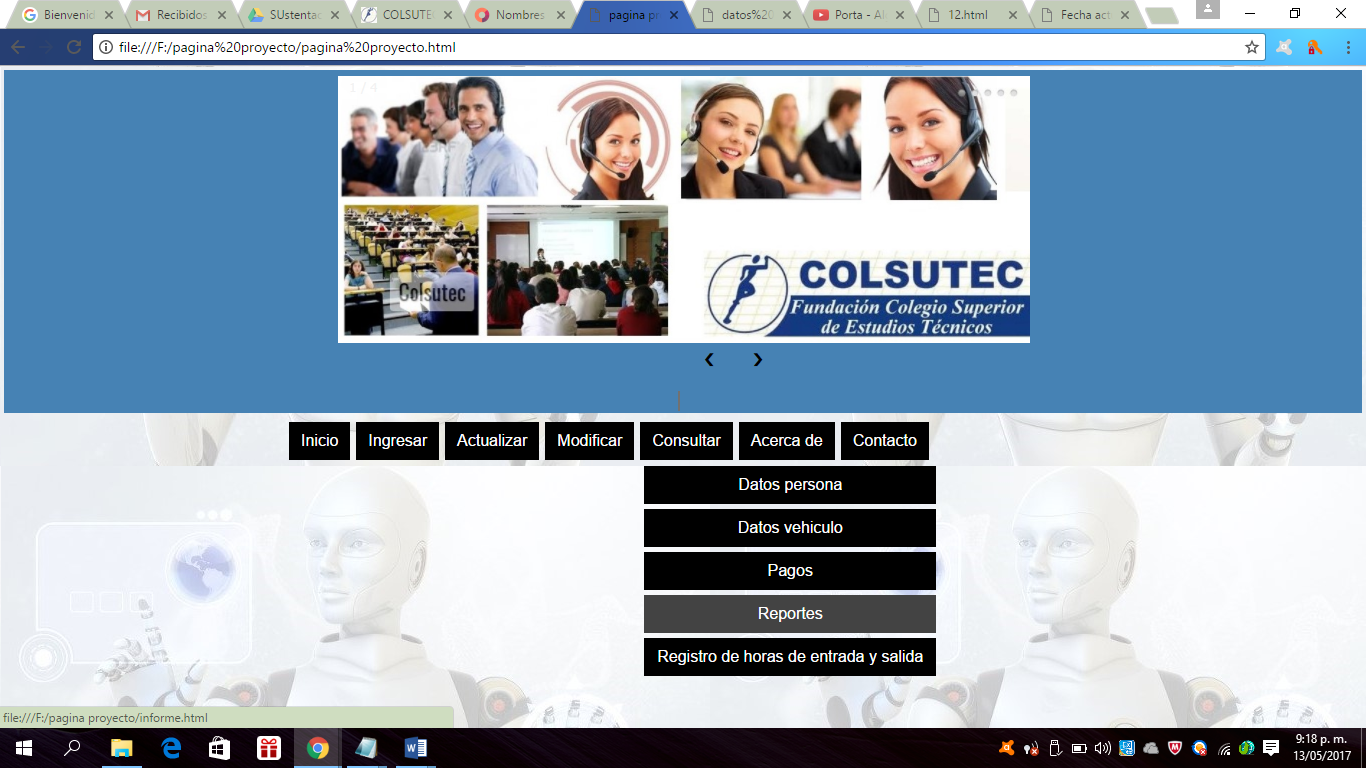 Bienvenid
Recibidos
SUstentac
COLSUTEC
Nombres
pagina pr
datos%20
Porta - Al
12.html
Fecha act
file:///F:/pagina%20proyecto/pagina%20proyecto.html
1 / 4
Colsutec
COLSUTEC
Fundación Colegio Superior
de Estudios Técnicos
Inicio Ingresar Actualizar Modificar Consultar Acerca de Contacto
Datos persona
Datos vehiculo
Pagos
Reportes
Registro de horas de entrada y salida
file:///F:/pagina proyecto/informe.html
9:18 p. m.
13/05/2017